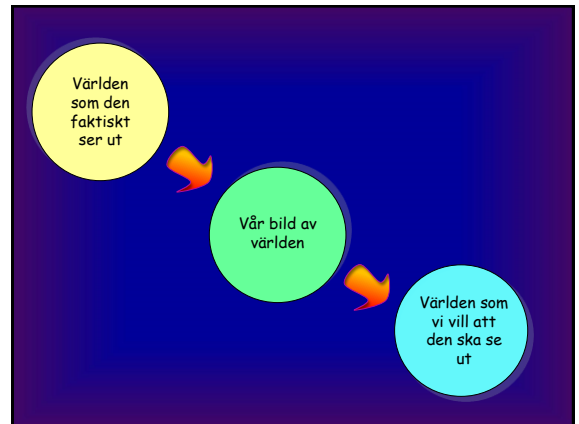 Världen
som den
faktiskt
ser ut
Vår bild av
världen
Världen som
vi vill att
den ska se
ut